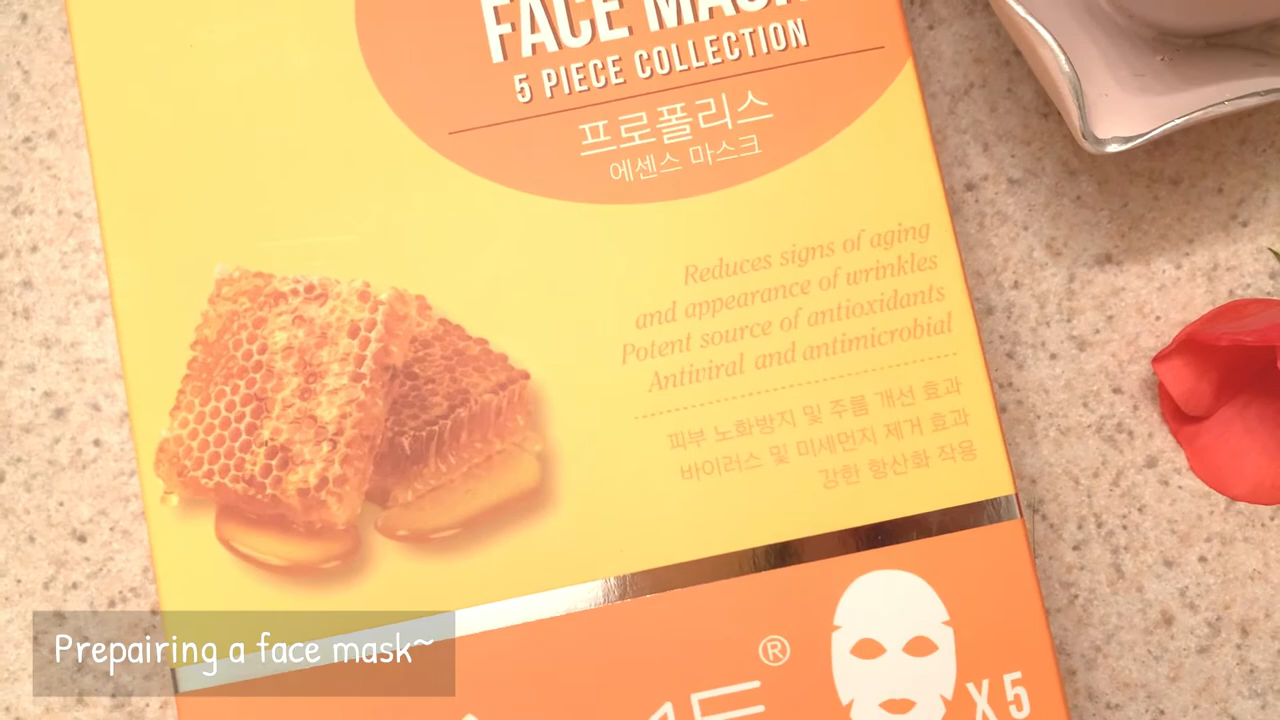 FACE MASK
5 PIECE COLLECTION
프로폴리스
에센스 마스크
Reduces signs of aging
and appearance of wrinkles
Potent source of antioxidants
Antiviral and antimicrobial
피부 노화방지 및 주름 개선 효과
바이러스 및 미세먼지 제거 효과
강한 항산화 작용
®
X5
Prepairing a face mask~